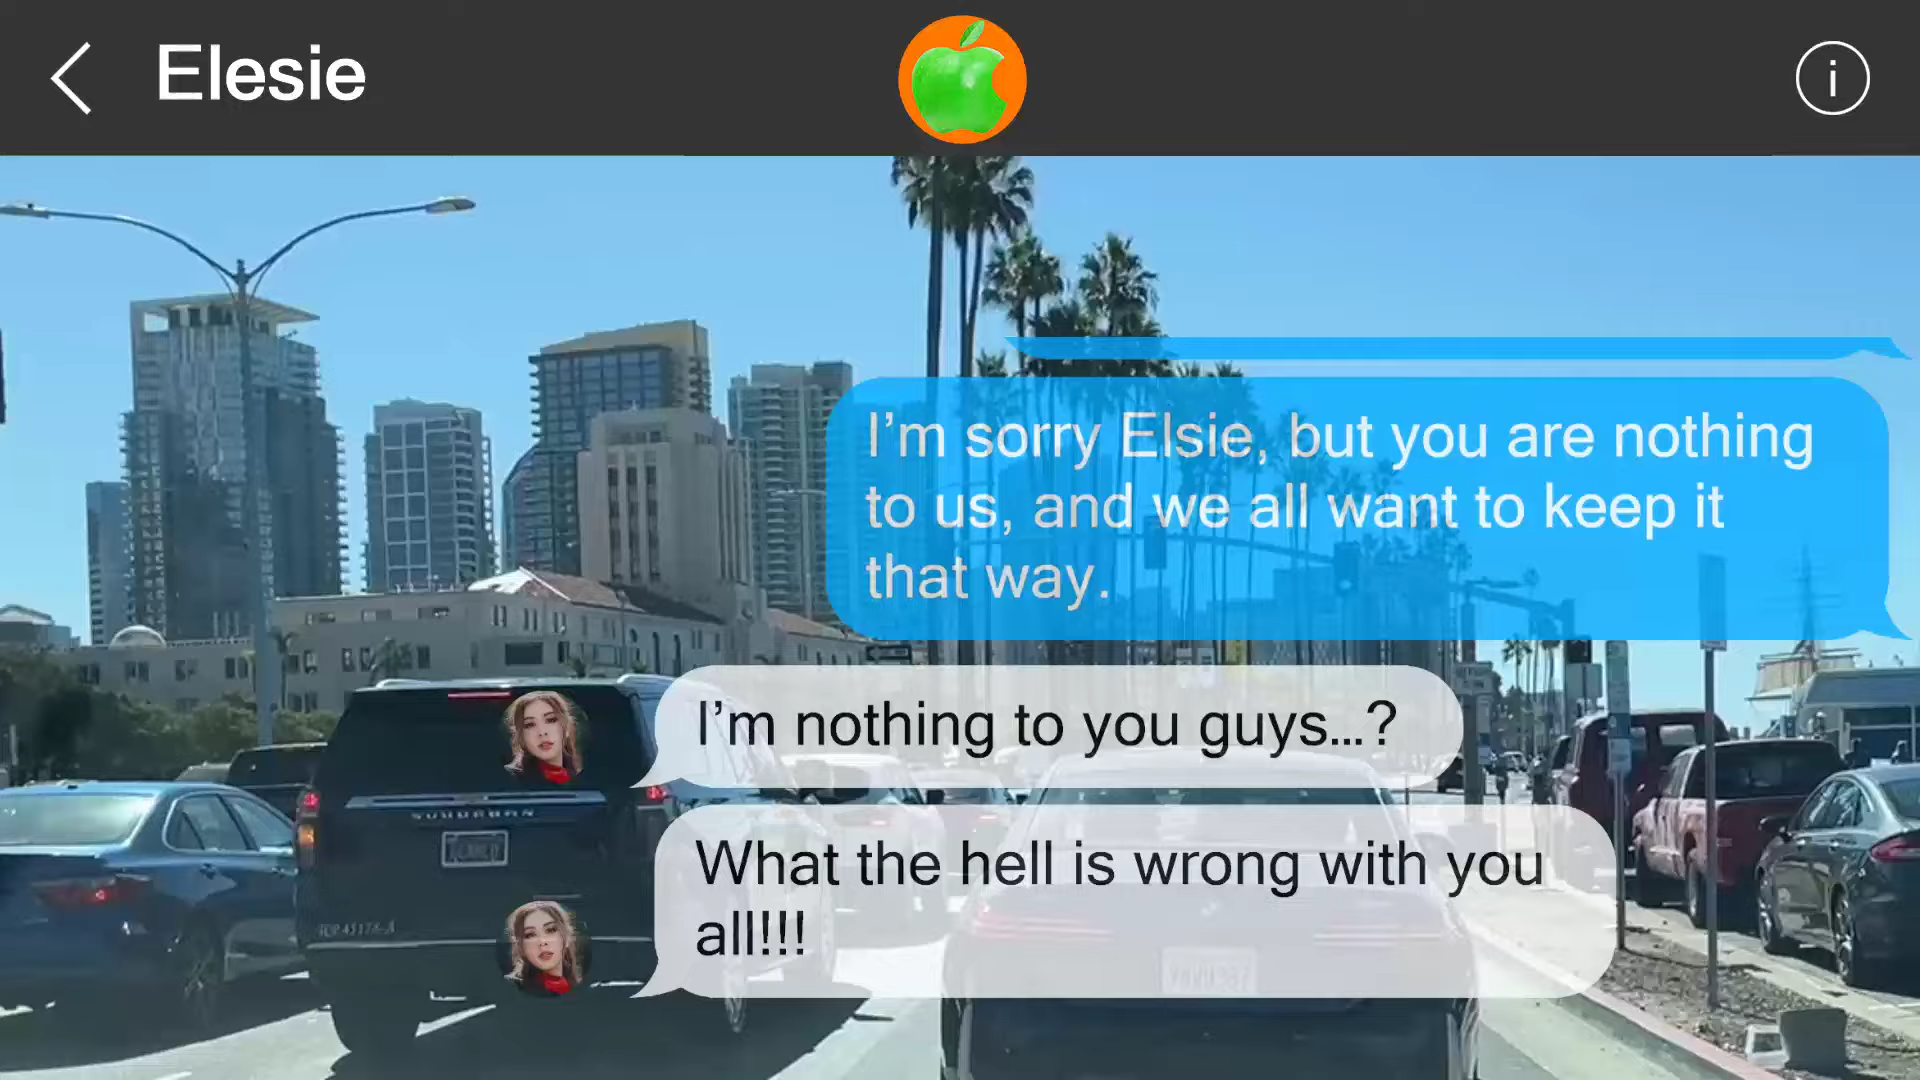 Elesie
i
I’m sorry Elsie, but you are nothing
to us, and we all want to keep it
that way.
I’m nothing to you guys...?
What the hell is wrong with you
all!!!
SUBURBAN